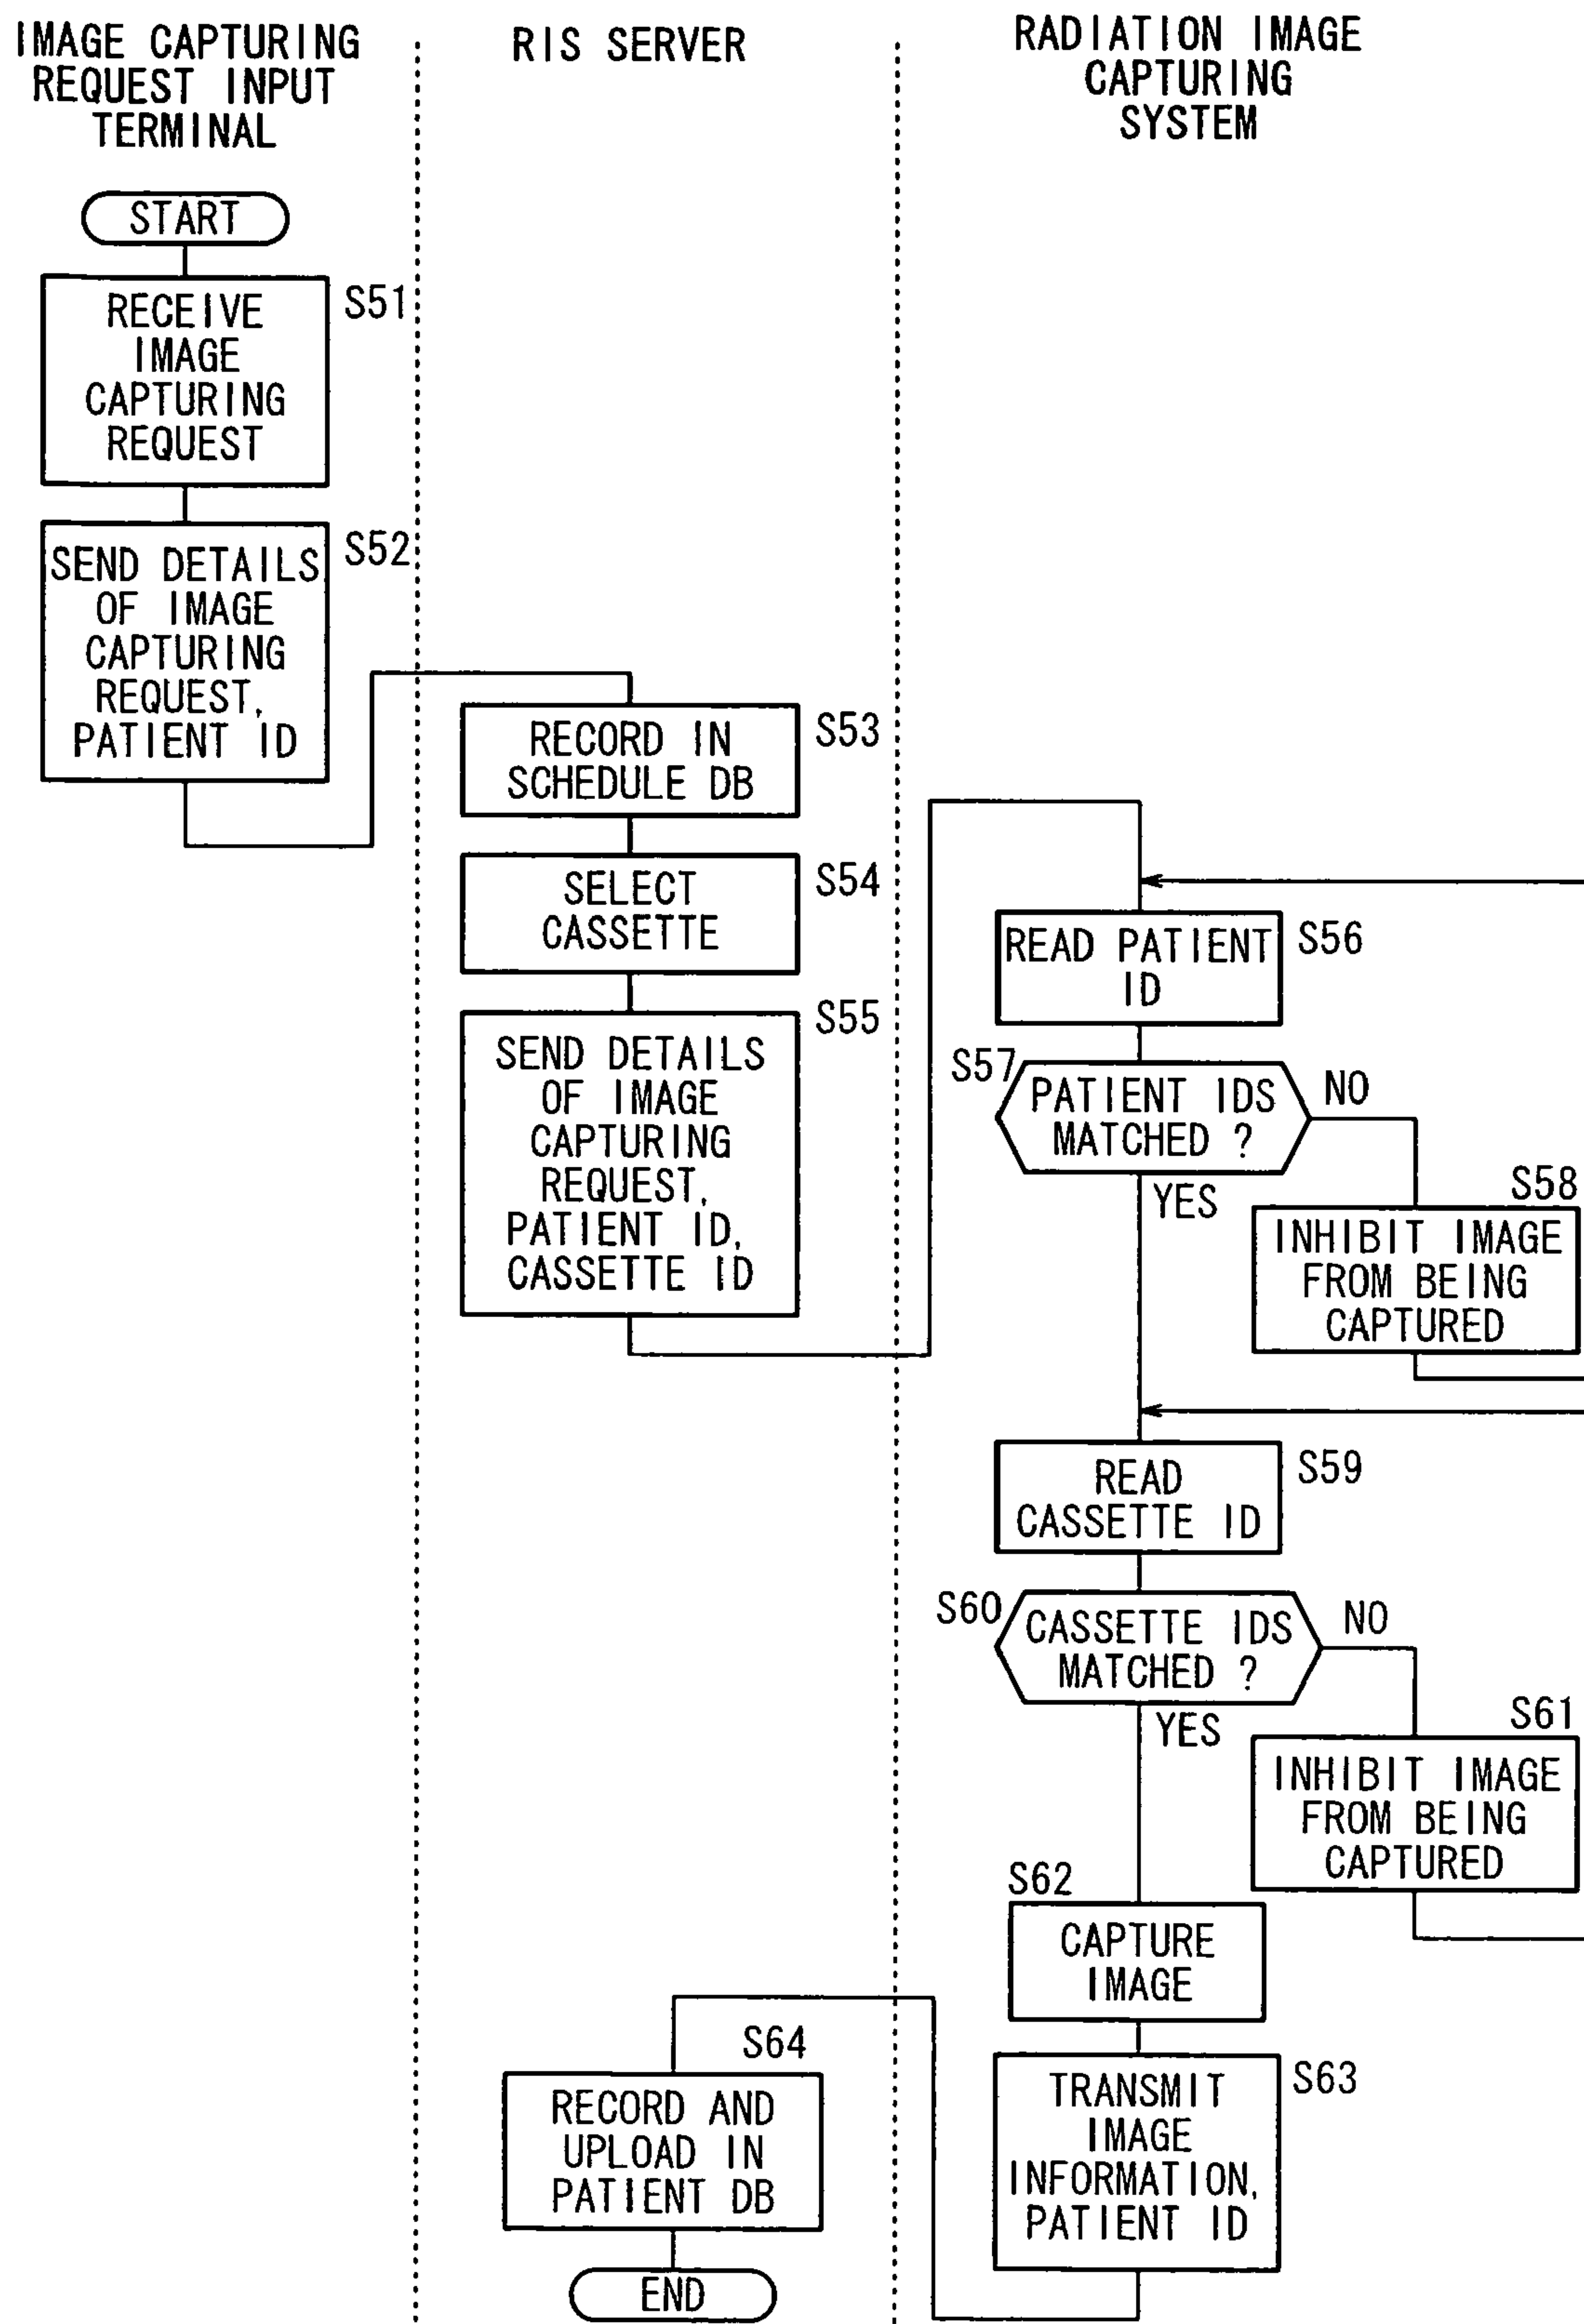 IMAGE CAPTURING
REQUEST INPUT
TERMINAL
RIS SERVER
RADIATION IMAGE
CAPTURING
SYSTEM
START
S51
RECEIVE
IMAGE
CAPTURING
REQUEST
S52
SEND DETAILS
OF IMAGE
CAPTURING
REQUEST,
PATIENT ID
S53
RECORD IN
SCHEDULE DB
S54
SELECT
CASSETTE
S55
SEND DETAILS
OF IMAGE
CAPTURING
REQUEST,
PATIENT ID,
CASSETTE ID
S56
READ PATIENT
ID
S57
PATIENT IDS
MATCHED ?
NO
YES
S58
INHIBIT IMAGE
FROM BEING
CAPTURED
S59
READ
CASSETTE ID
S60
CASSETTE IDS
MATCHED ?
NO
YES
S61
INHIBIT IMAGE
FROM BEING
CAPTURED
S62
CAPTURE
IMAGE
S63
TRANSMIT
IMAGE
INFORMATION,
PATIENT ID
S64
RECORD AND
UPLOAD IN
PATIENT DB
END